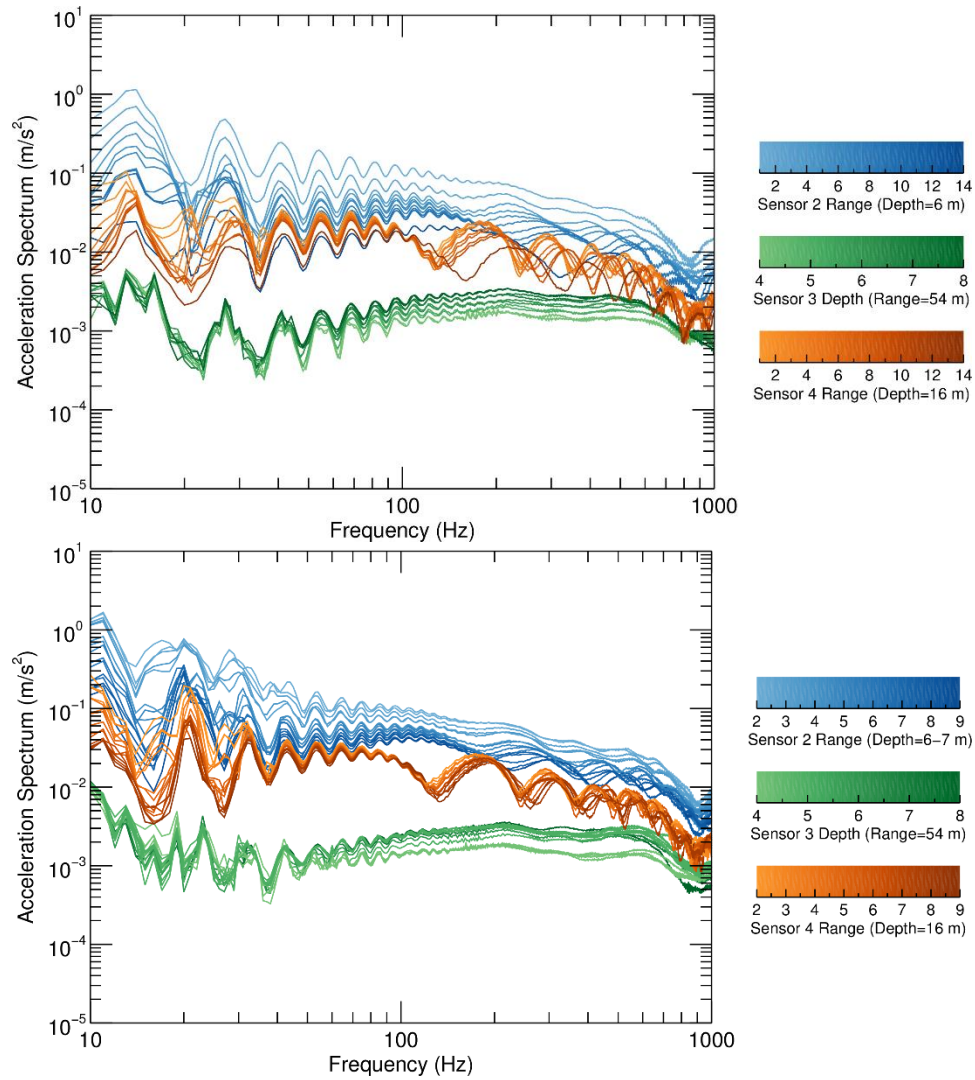 10^1
10^0
10^-1
10^-2
10^-3
10^-4
10^-5
Acceleration Spectrum (m/s^2)
10 100 1000
Frequency (Hz)
2 4 6 8 10 12 14
Sensor 2 Range (Depth=6 m)
4 5 6 7 8
Sensor 3 Depth (Range=54 m)
2 4 6 8 10 12 14
Sensor 4 Range (Depth=16 m)
10^1
10^0
10^-1
10^-2
10^-3
10^-4
10^-5
Acceleration Spectrum (m/s^2)
10 100 1000
Frequency (Hz)
2 3 4 5 6 7 8 9
Sensor 2 Range (Depth=6−7 m)
4 5 6 7 8
Sensor 3 Depth (Range=54 m)
2 3 4 5 6 7 8 9
Sensor 4 Range (Depth=16 m)